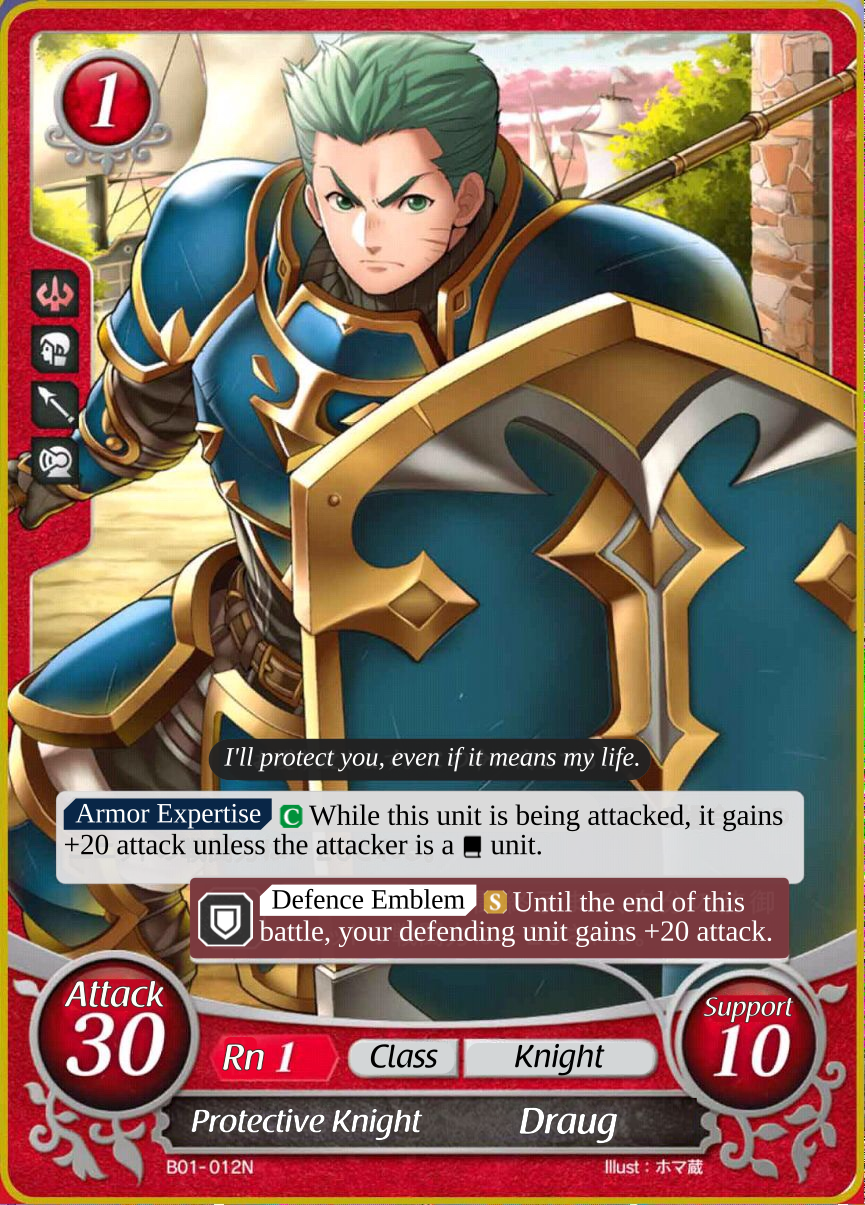 1
I'll protect you, even if it means my life.
Armor Expertise C While this unit is being attacked, it gains
+20 attack unless the attacker is a unit.
Defence Emblem S Until the end of this
battle, your defending unit gains +20 attack.
Attack
30
Rn 1
Class
Knight
Support
10
Protective Knight
Draug
B01-012N
Illust：ホマ蔵